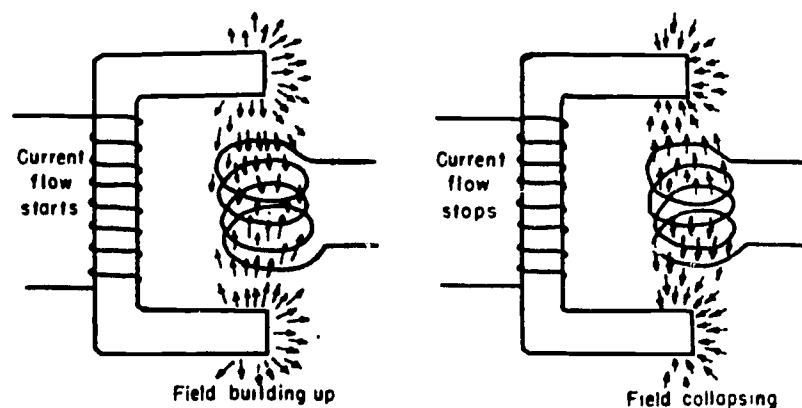 Current
flow
starts
Field building up
Current
flow
stops
Field collapsing